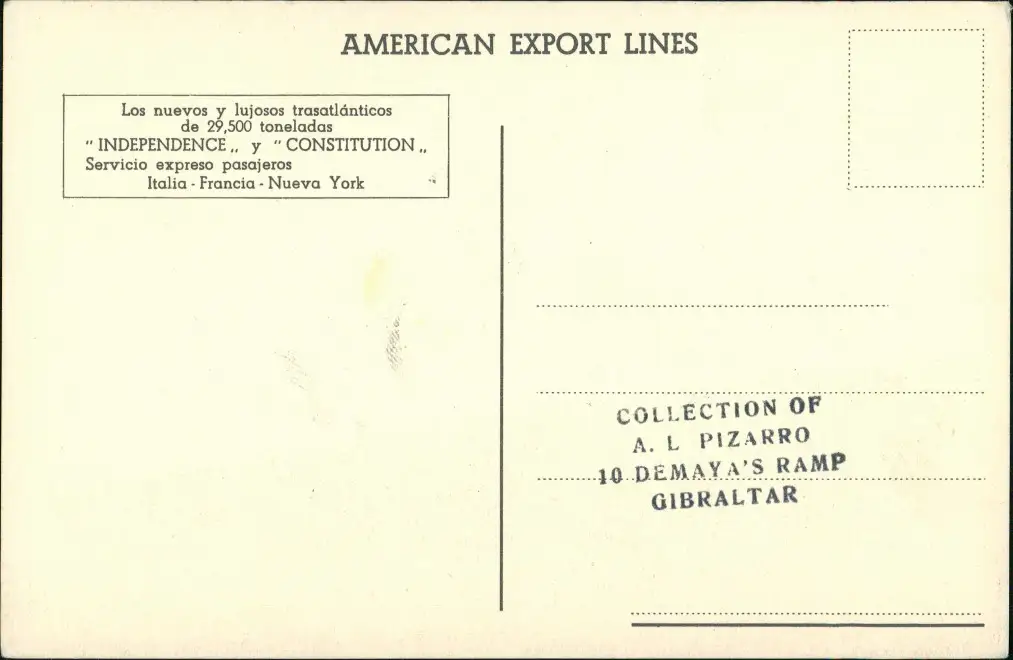 AMERICAN EXPORT LINES
Los nuevos y lujosos trasatlánticos
de 29,500 toneladas
" INDEPENDENCE „ y " CONSTITUTION „
Servicio expreso pasajeros
Italia - Francia - Nueva York
COLLECTION OF
A. L PIZARRO
10 DEMAYA'S RAMP
GIBRALTAR